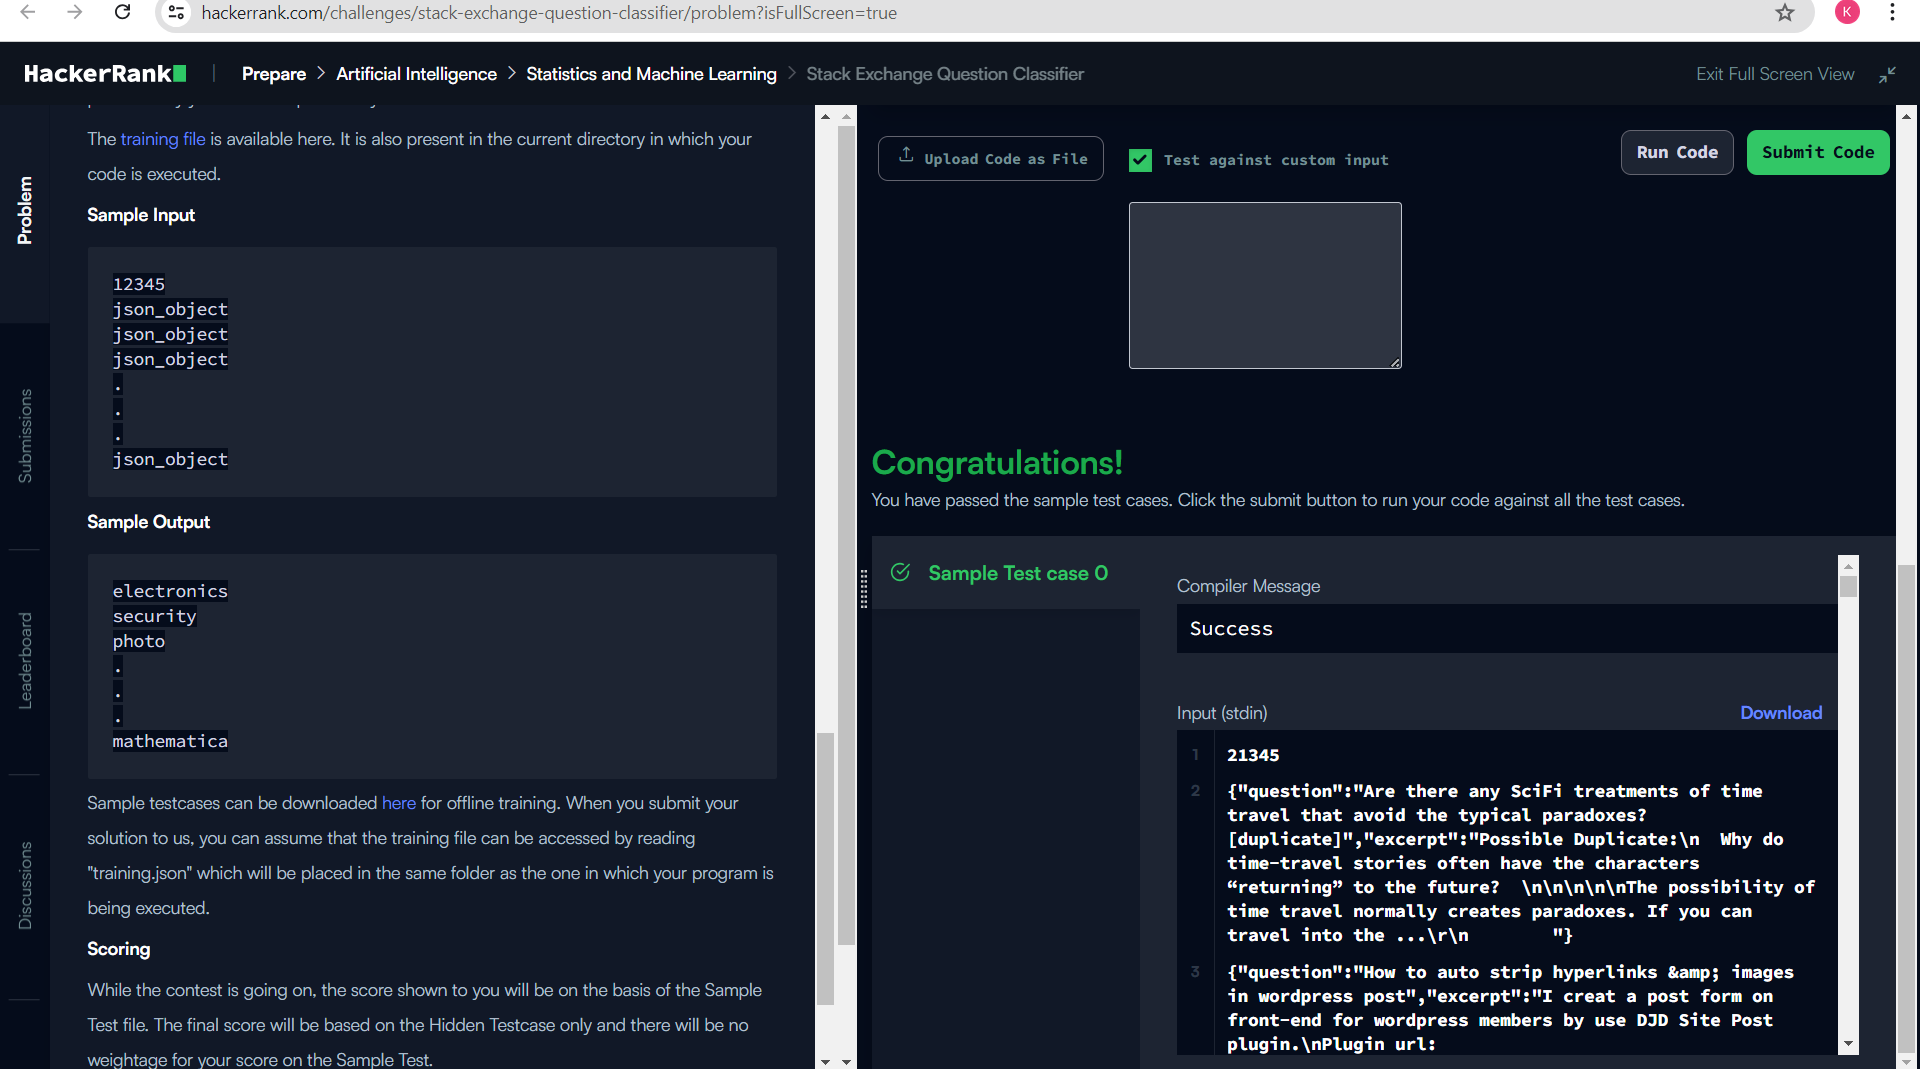 hackerrank.com/challenges/stack-exchange-question-classifier/problem?isFullScreen=true
K
HackerRank
Prepare > Artificial Intelligence > Statistics and Machine Learning > Stack Exchange Question Classifier
Exit Full Screen View
Problem
Submissions
Leaderboard
Discussions
The training file is available here. It is also present in the current directory in which your
code is executed.
Sample Input
12345
json_object
json_object
json_object
.
.
.
json_object
Sample Output
electronics
security
photo
.
.
.
mathematica
Sample testcases can be downloaded here for offline training. When you submit your
solution to us, you can assume that the training file can be accessed by reading
"training.json" which will be placed in the same folder as the one in which your program is
being executed.
Scoring
While the contest is going on, the score shown to you will be on the basis of the Sample
Test file. The final score will be based on the Hidden Testcase only and there will be no
weightage for your score on the Sample Test.
Upload Code as File
Test against custom input
Run Code
Submit Code
Congratulations!
You have passed the sample test cases. Click the submit button to run your code against all the test cases.
Sample Test case 0
Compiler Message
Success
Input (stdin)
Download
1 21345
2 {"question":"Are there any SciFi treatments of time
travel that avoid the typical paradoxes?
[duplicate]","excerpt":"Possible Duplicate:\n  Why do
time-travel stories often have the characters
“returning” to the future?  \n\n\n\n\nThe possibility of
time travel normally creates paradoxes. If you can
travel into the ...\r\n        "}
3 {"question":"How to auto strip hyperlinks &amp; images
in wordpress post","excerpt":"I creat a post form on
front-end for wordpress members by use DJD Site Post
plugin.\nPlugin url: